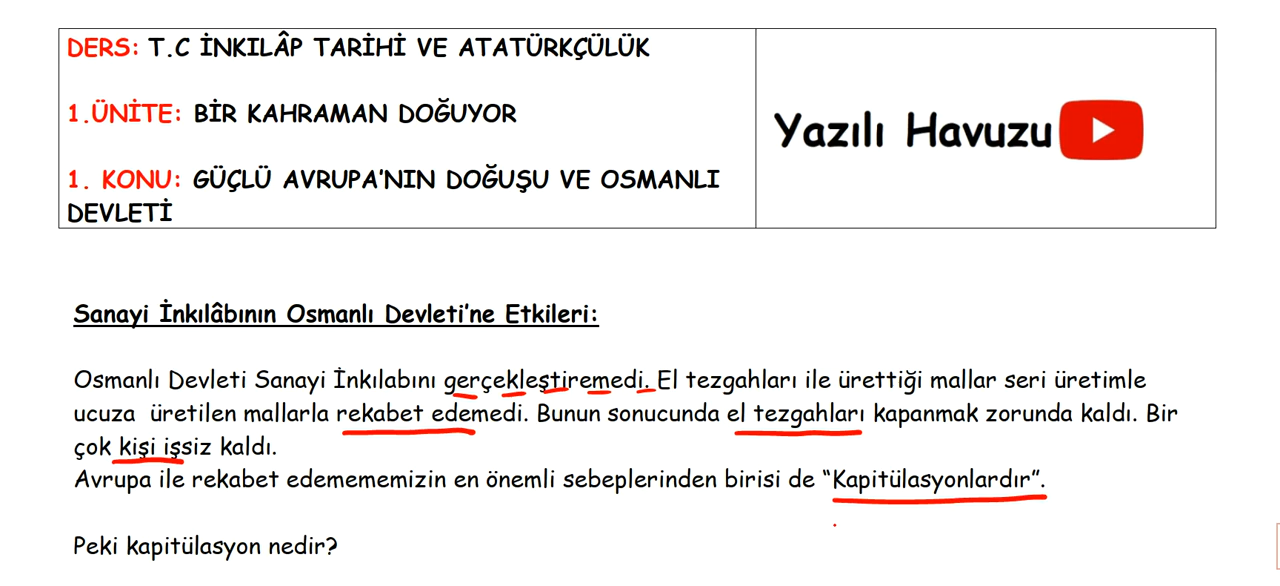 DERS: T.C İNKILÂP TARİHİ VE ATATÜRKÇÜLÜK
1.ÜNİTE: BİR KAHRAMAN DOĞUYOR
1. KONU: GÜÇLÜ AVRUPA'NIN DOĞUŞU VE OSMANLI
DEVLETİ
Yazılı Havuzu
Sanayi İnkılâbının Osmanlı Devleti'ne Etkileri:
Osmanlı Devleti Sanayi İnkılabını gerçekleştiremedi. El tezgahları ile ürettiği mallar seri üretimle
ucuza üretilen mallarla rekabet edemedi. Bunun sonucunda el tezgahları kapanmak zorunda kaldı. Bir
çok kişi işsiz kaldı.
Avrupa ile rekabet edemememizin en önemli sebeplerinden birisi de “Kapitülasyonlardır”.
Peki kapitülasyon nedir?